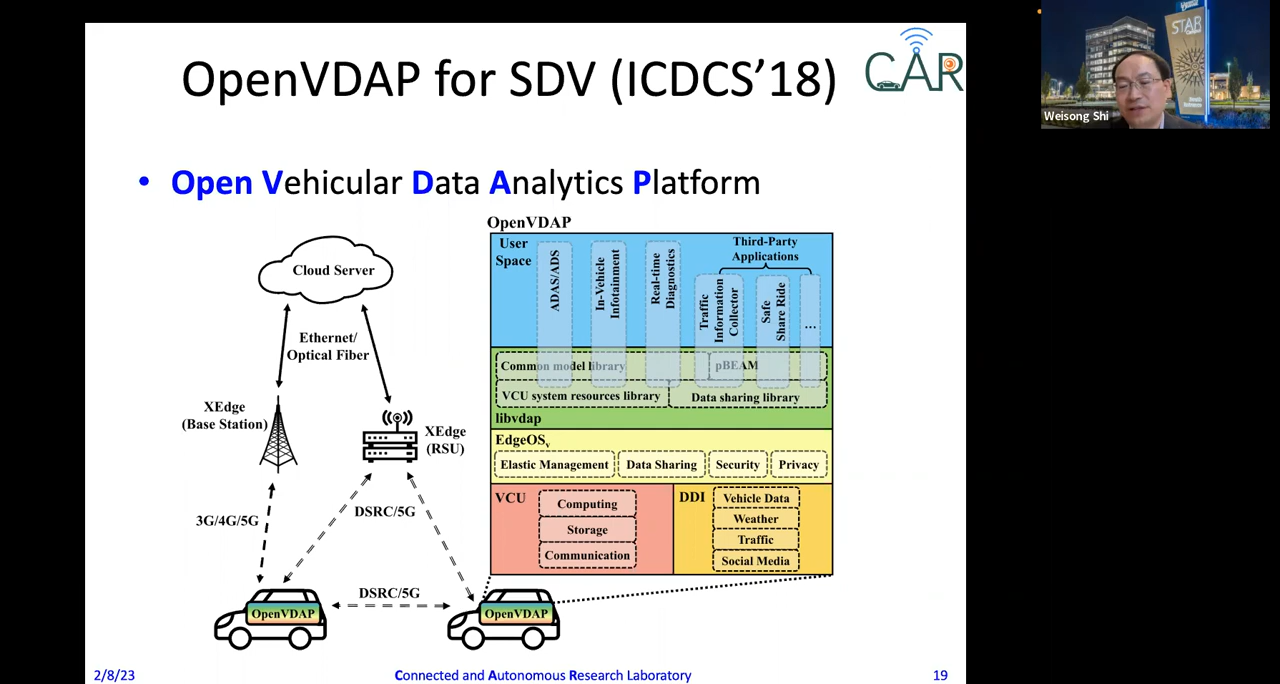 OpenVDAP for SDV (ICDCS’18)
CAR
STAR
Weisong Shi
• Open Vehicular Data Analytics Platform
Cloud Server
Ethernet/
Optical Fiber
XEdge
(Base Station)
XEdge
(RSU)
3G/4G/5G
DSRC/5G
DSRC/5G
OpenVDAP
OpenVDAP
OpenVDAP
User
Space
ADAS/ADS
In-Vehicle
Infotainment
Real-time
Diagnostics
Third-Party
Applications
Traffic
Information
Collector
Safe
Share Ride
...
Common model library
pBEAM
VCU system resources library
Data sharing library
libvdap
EdgeOSv
Elastic Management
Data Sharing
Security
Privacy
VCU
Computing
Storage
Communication
DDI
Vehicle Data
Weather
Traffic
Social Media
2/8/23
Connected and Autonomous Research Laboratory
19